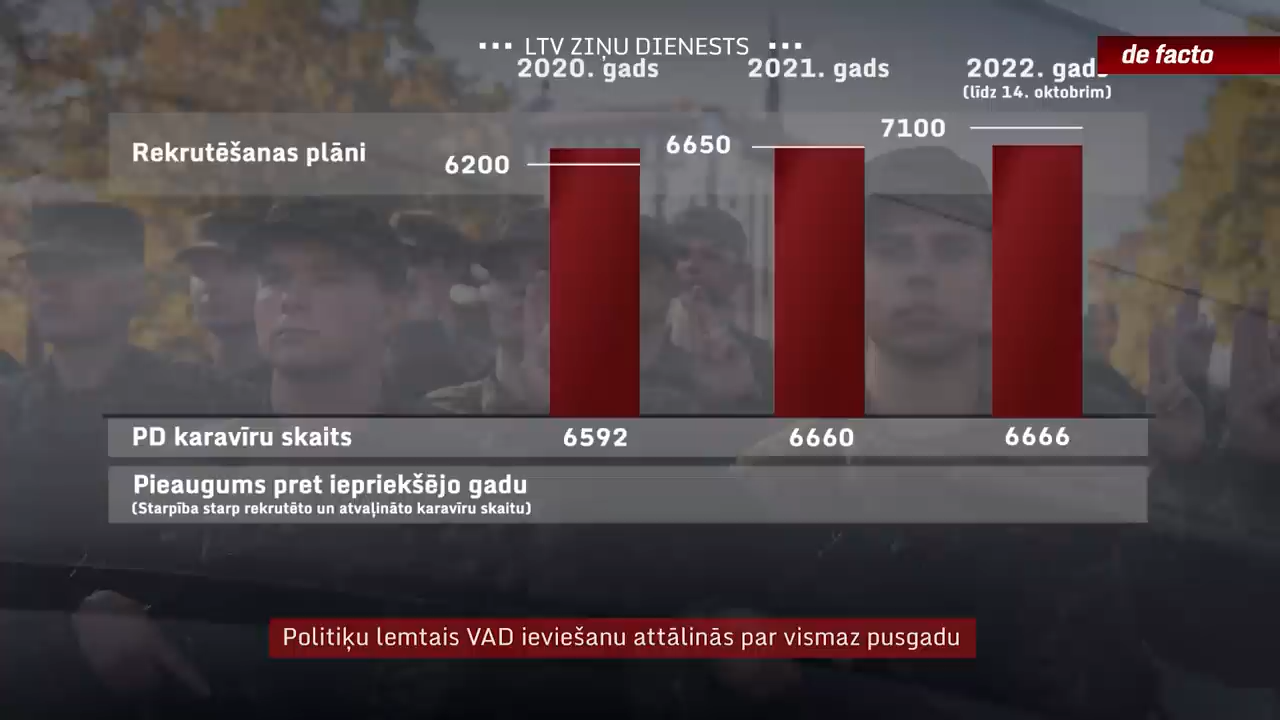 ••• LTV ZIŅU DIENESTS •••
de facto
2020. gads 2021. gads 2022. gads
(līdz 14. oktobrim)
Rekrutēšanas plāni 6200 6650 7100
PD karavīru skaits 6592 6660 6666
Pieaugums pret iepriekšējo gadu
(Starpība starp rekrutēto un atvaļināto karavīru skaitu)
Politiķu lemtais VAD ieviešanu attālinās par vismaz pusgadu